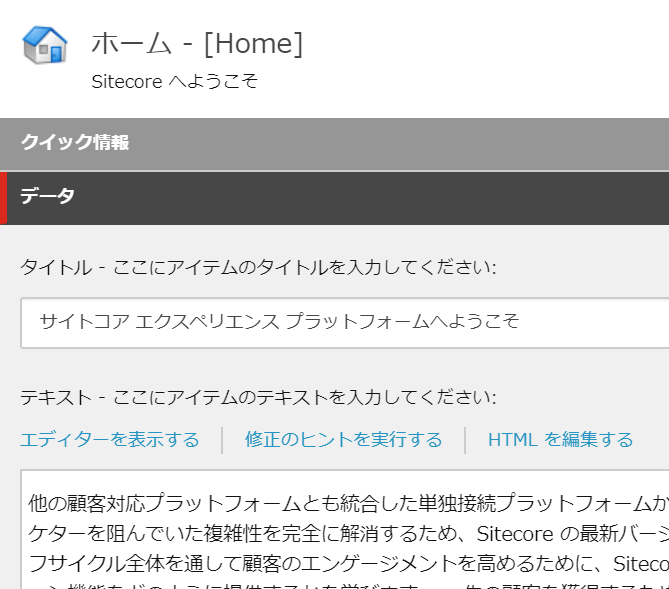 ホーム - [Home]
Sitecore へようこそ
クイック情報
データ
タイトル - ここにアイテムのタイトルを入力してください:
サイトコア エクスペリエンス プラットフォームへようこそ
テキスト - ここにアイテムのテキストを入力してください:
エディターを表示する 修正のヒントを実行する HTML を編集する
他の顧客対応プラットフォームとも統合した単独接続プラットフォームか
ケターを阻んでいた複雑性を完全に解消するため、Sitecore の最新バージ
フサイクル全体を通して顧客のエンゲージメントを高めるために、Siteco